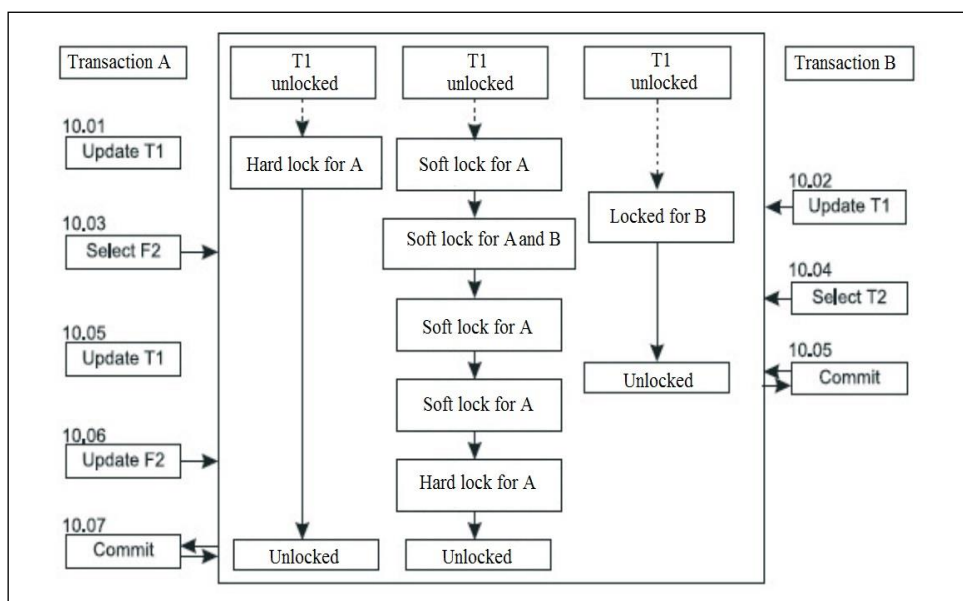 Transaction A
T1
unlocked
T1
unlocked
T1
unlocked
Transaction B
10.01
Update T1
Hard lock for A
Soft lock for A
10.02
Update T1
Locked for B
10.03
Select F2
Soft lock for A and B
10.04
Select T2
10.05
Update T1
Soft lock for A
10.05
Commit
Unlocked
Soft lock for A
10.06
Update F2
Hard lock for A
10.07
Commit
Unlocked
Unlocked